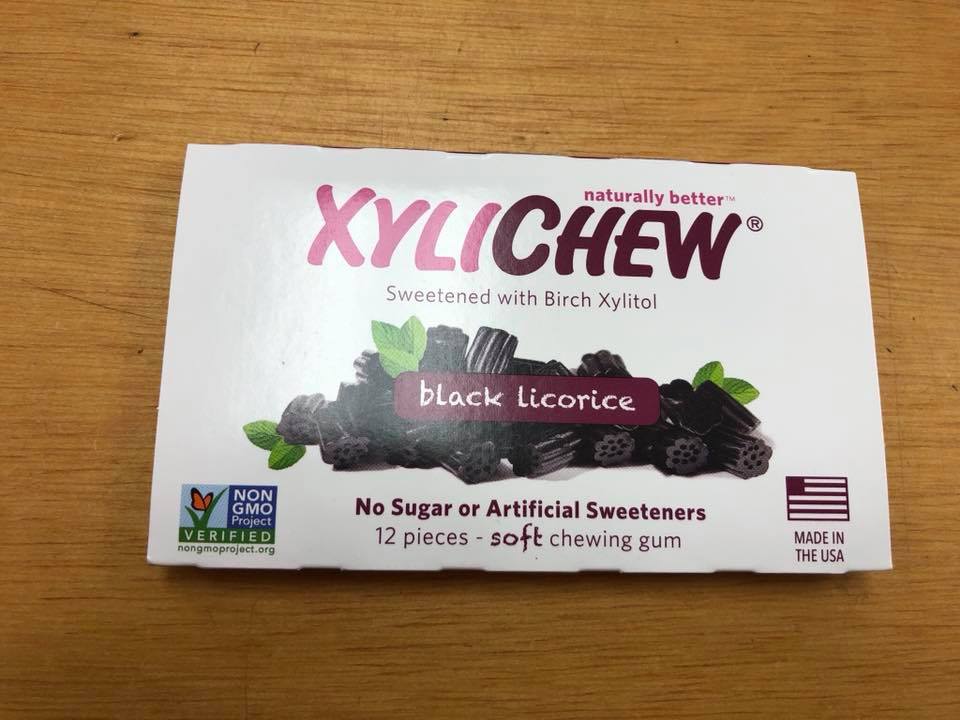 naturally better™
XYLICHEW®
Sweetened with Birch Xylitol
black licorice
No Sugar or Artificial Sweeteners
12 pieces - soft chewing gum
NON
GMO
Project
VERIFIED
nongmoproject.org
MADE IN
THE USA